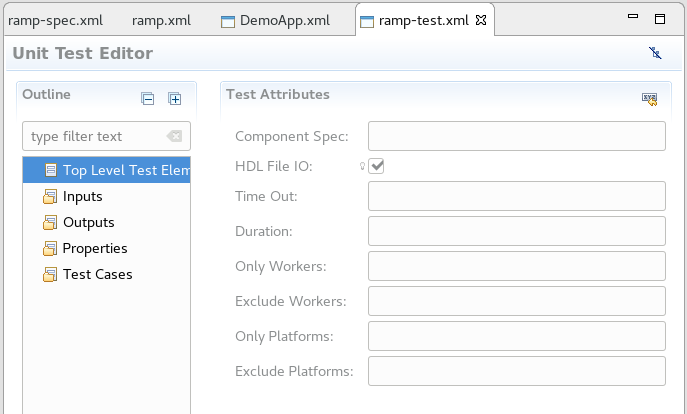 ramp-spec.xml ramp.xml DemoApp.xml ramp-test.xml
Unit Test Editor
Outline
type filter text
Top Level Test Elem
Inputs
Outputs
Properties
Test Cases
Test Attributes
xyz
Component Spec:
HDL File IO:
Time Out:
Duration:
Only Workers:
Exclude Workers:
Only Platforms:
Exclude Platforms: